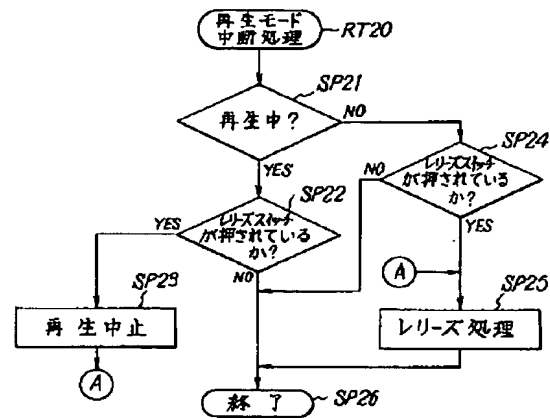 再生モード
中断処理
RT20
SP21
再生中?
NO
YES
SP24
レリーズスイッチ
が押されている
か?
NO
YES
SP22
レリーズスイッチ
が押されている
か?
YES
NO
A
SP23
再生中止
A
SP25
レリーズ処理
終了
SP26